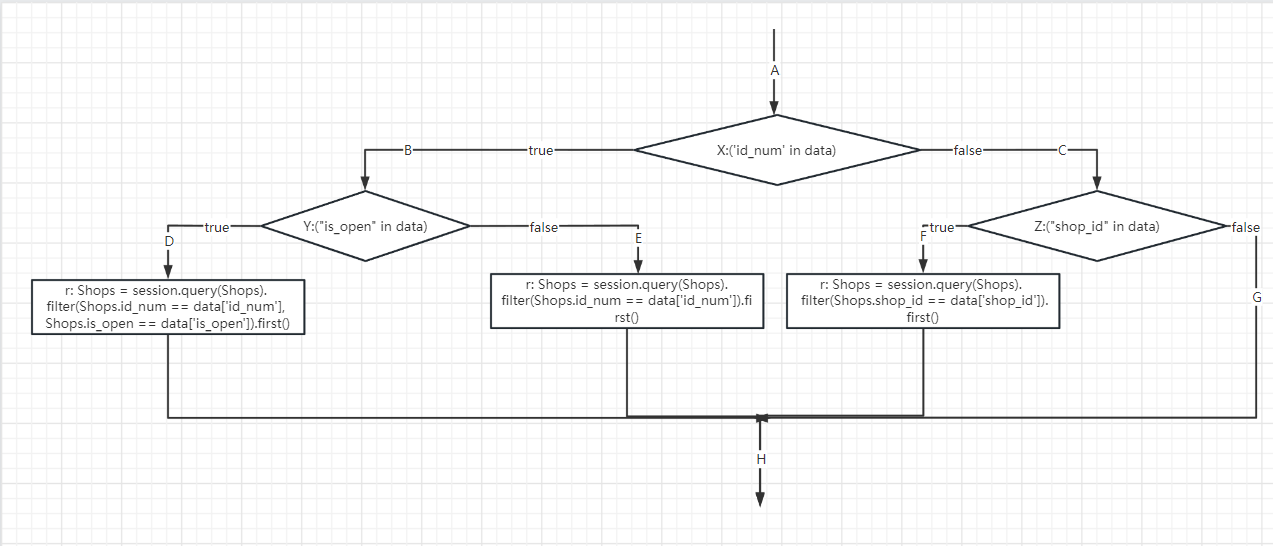 A
X:('id_num' in data)
B
true
false
C
Y:("is_open" in data)
true
false
D
E
Z:("shop_id" in data)
true
false
F
G
r: Shops = session.query(Shops).
filter(Shops.id_num == data['id_num'],
Shops.is_open == data['is_open']).first()
r: Shops = session.query(Shops).
filter(Shops.id_num == data['id_num']).fi
rst()
r: Shops = session.query(Shops).
filter(Shops.shop_id == data['shop_id']).
first()
H